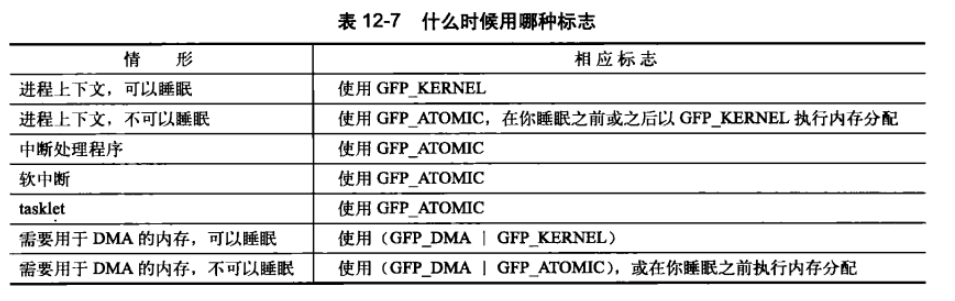 表 12-7 什么时候用哪种标志
情 形 相应标志
进程上下文，可以睡眠 使用 GFP_KERNEL
进程上下文，不可以睡眠 使用 GFP_ATOMIC，在你睡眠之前或之后以 GFP_KERNEL 执行内存分配
中断处理程序 使用 GFP_ATOMIC
软中断 使用 GFP_ATOMIC
tasklet 使用 GFP_ATOMIC
需要用于 DMA 的内存，可以睡眠 使用（GFP_DMA | GFP_KERNEL）
需要用于 DMA 的内存，不可以睡眠 使用（GFP_DMA | GFP_ATOMIC），或在你睡眠之前执行内存分配